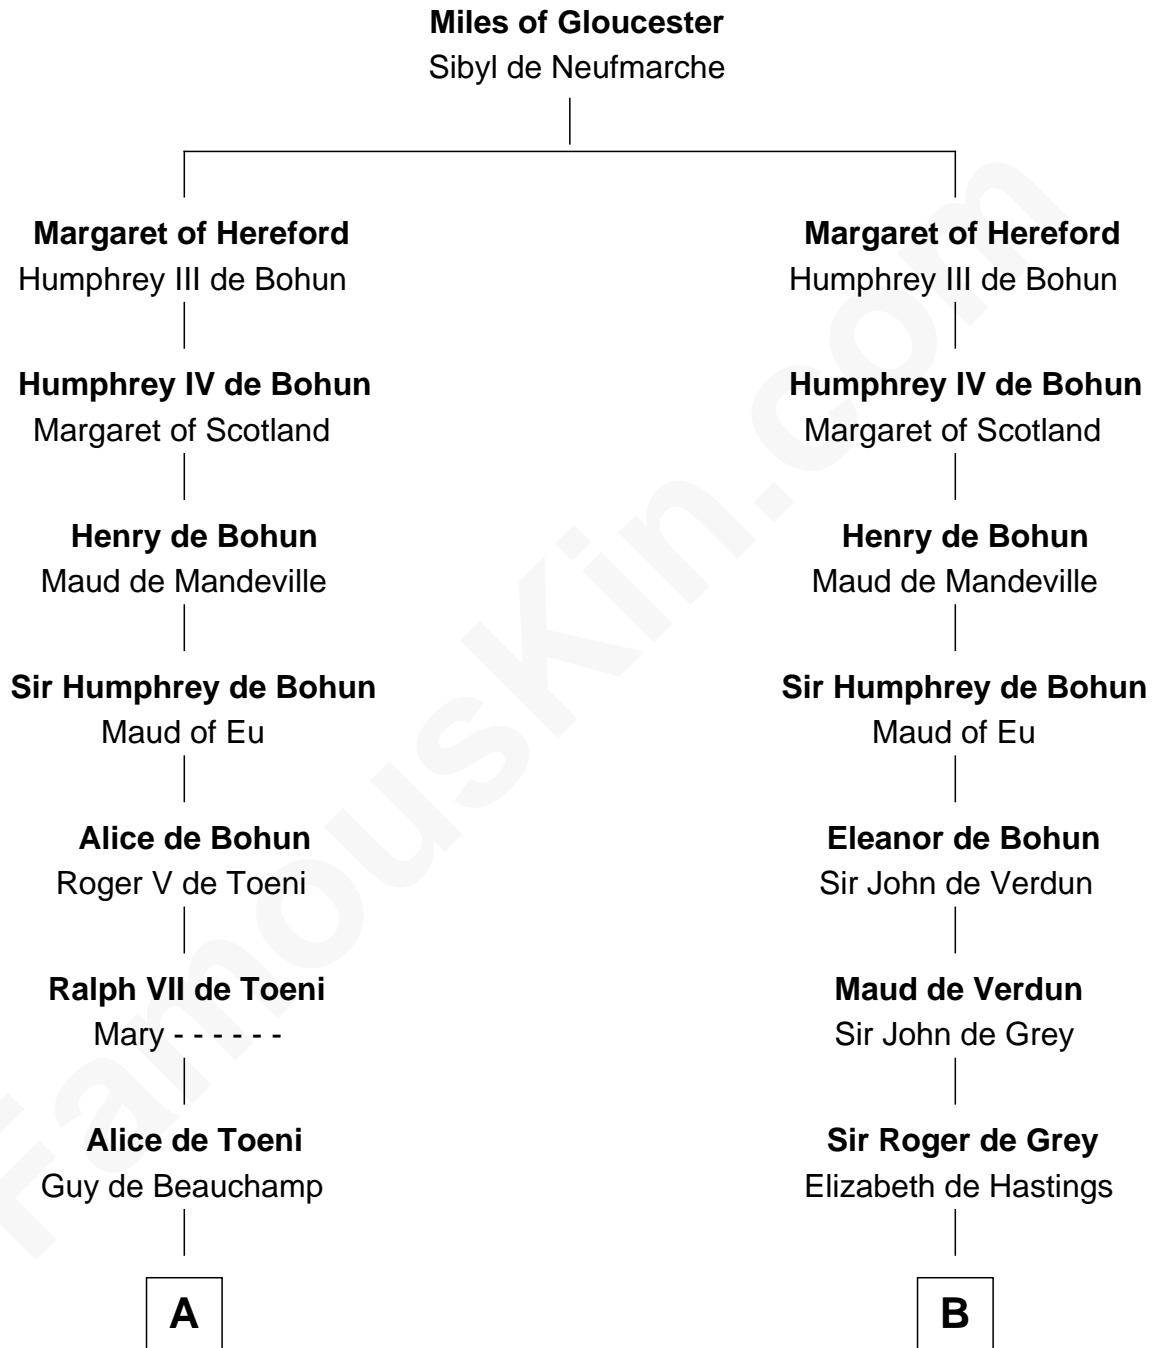 Miles of Gloucester
Sibyl de Neufmarche
Margaret of Hereford
Humphrey III de Bohun
Humphrey IV de Bohun
Margaret of Scotland
Henry de Bohun
Maud de Mandeville
Sir Humphrey de Bohun
Maud of Eu
Alice de Bohun
Roger V de Toeni
Ralph VII de Toeni
Mary - - - - - -
Alice de Toeni
Guy de Beauchamp
A
Margaret of Hereford
Humphrey III de Bohun
Humphrey IV de Bohun
Margaret of Scotland
Henry de Bohun
Maud de Mandeville
Sir Humphrey de Bohun
Maud of Eu
Eleanor de Bohun
Sir John de Verdun
Maud de Verdun
Sir John de Grey
Sir Roger de Grey
Elizabeth de Hastings
B
FamousKin.com